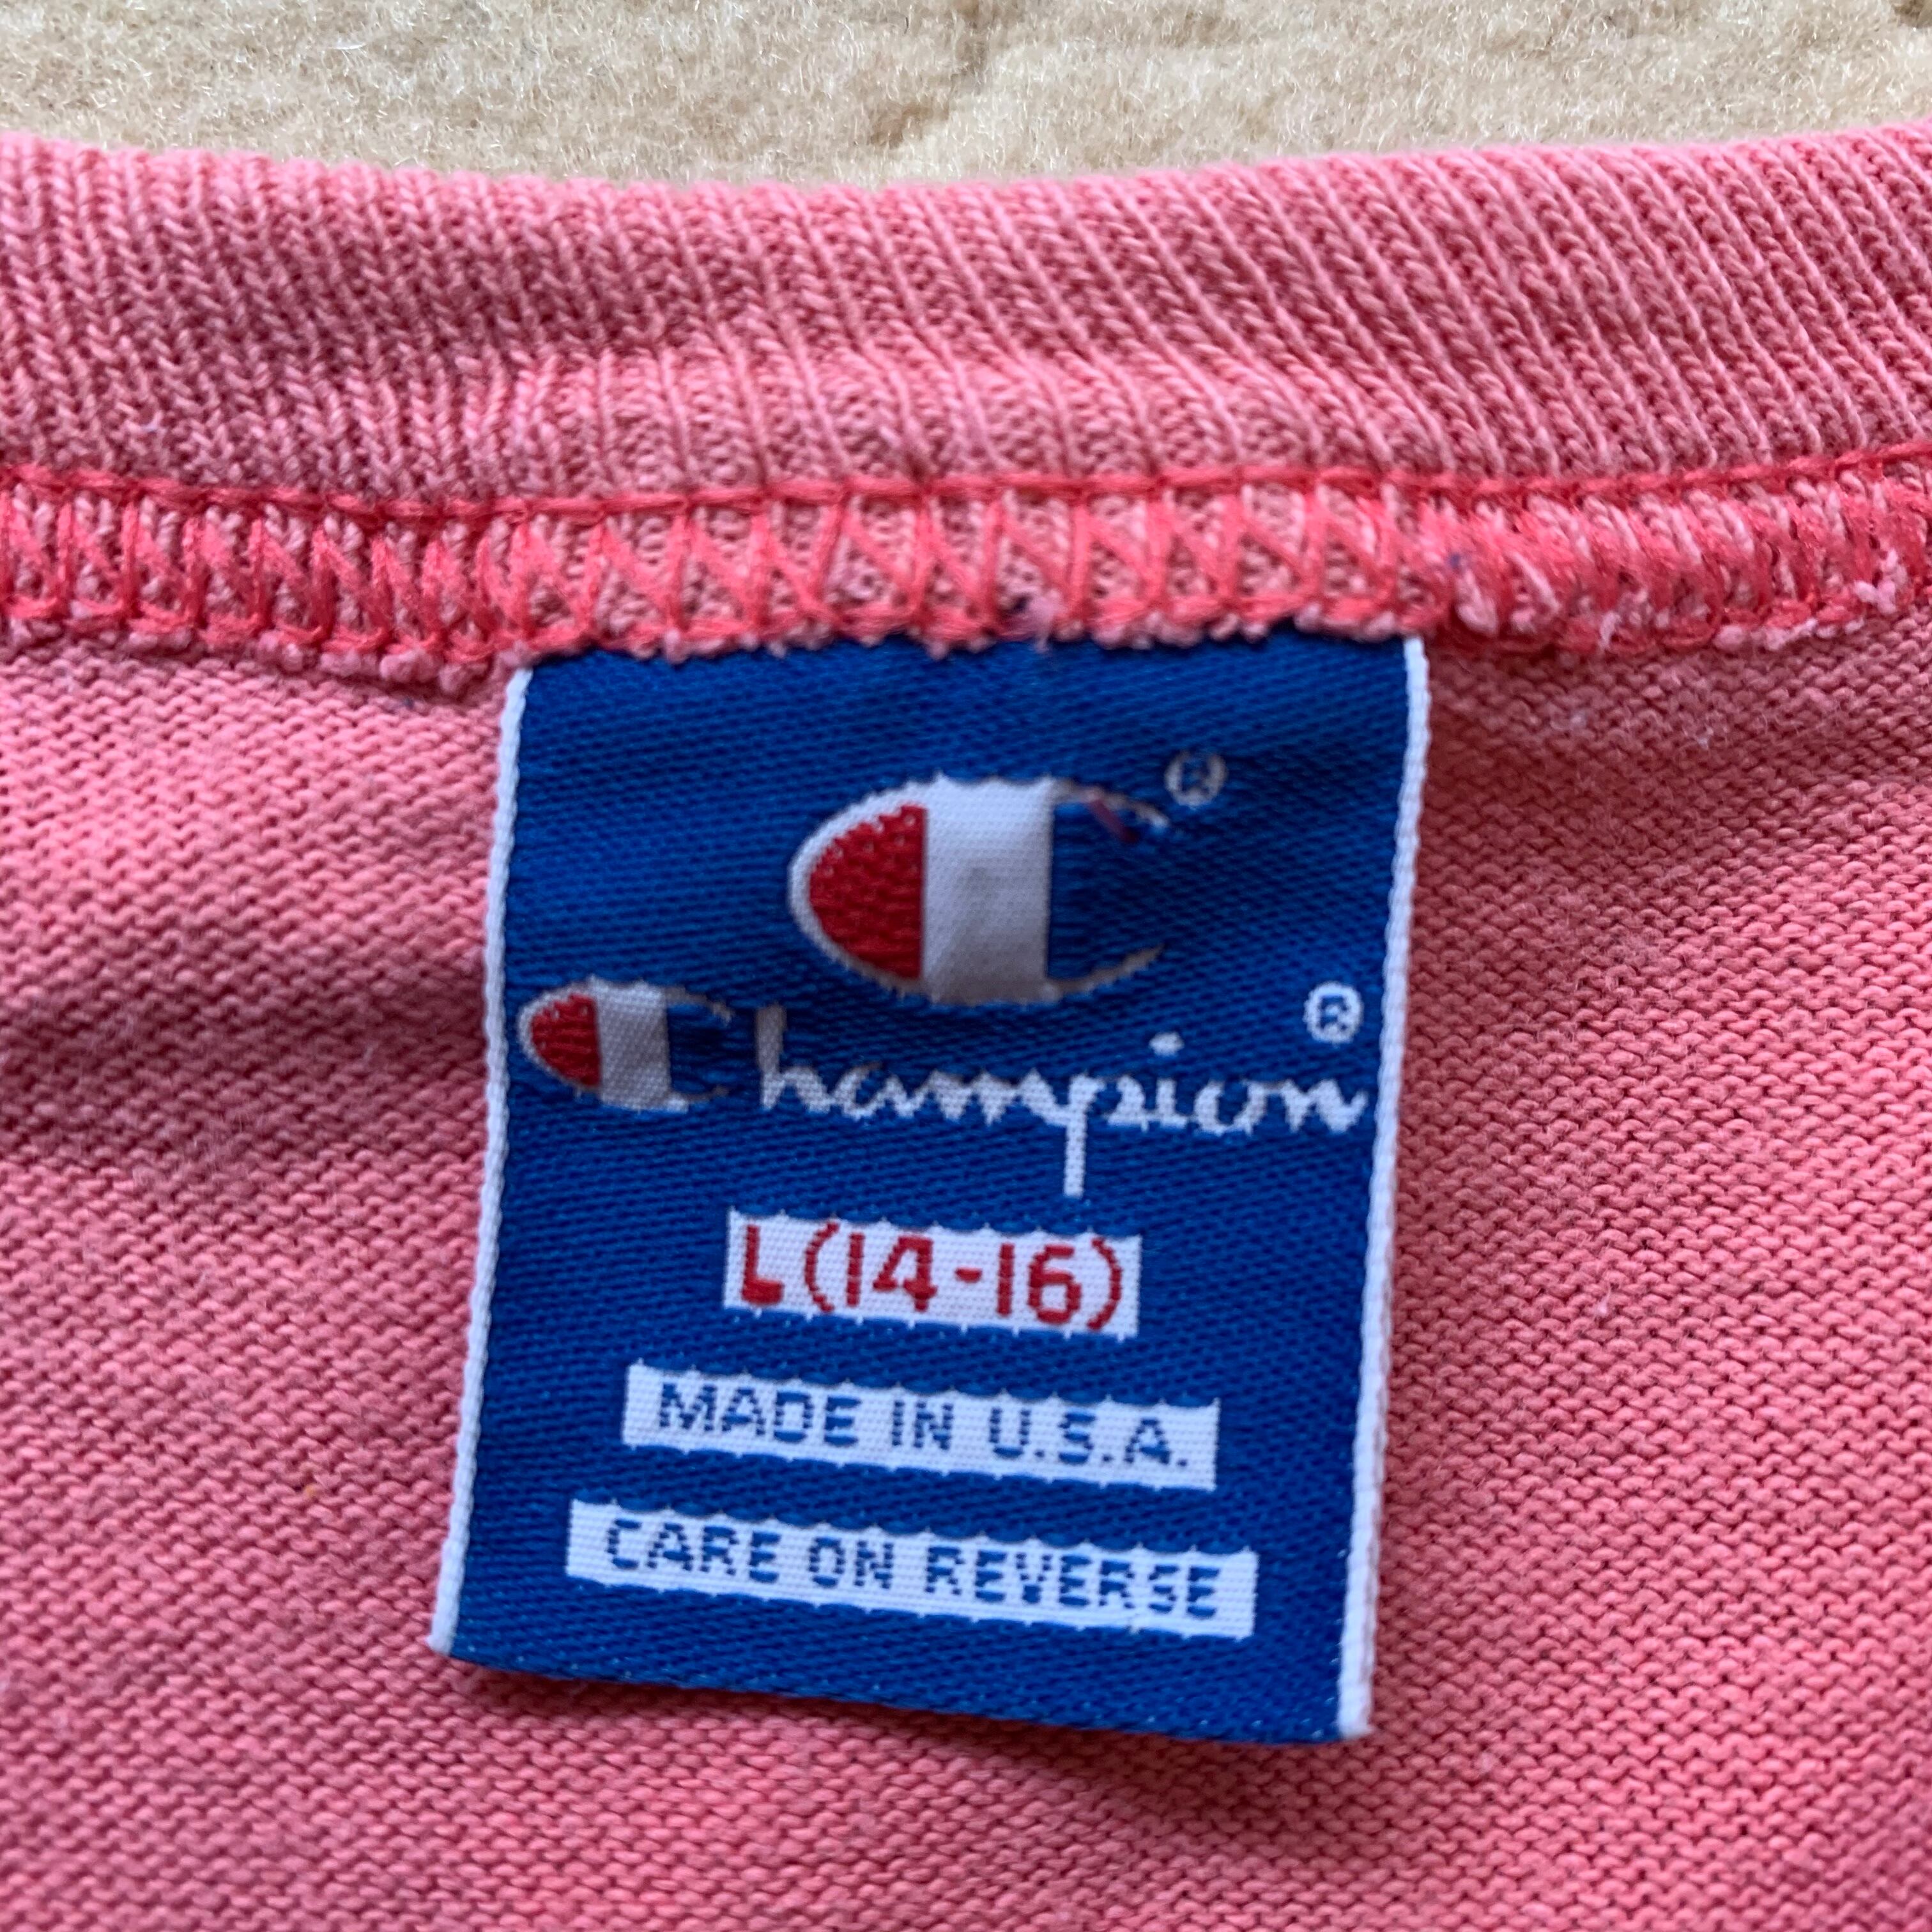 C®
Champion®
L(14-16)
MADE IN U.S.A.
CARE ON REVERSE